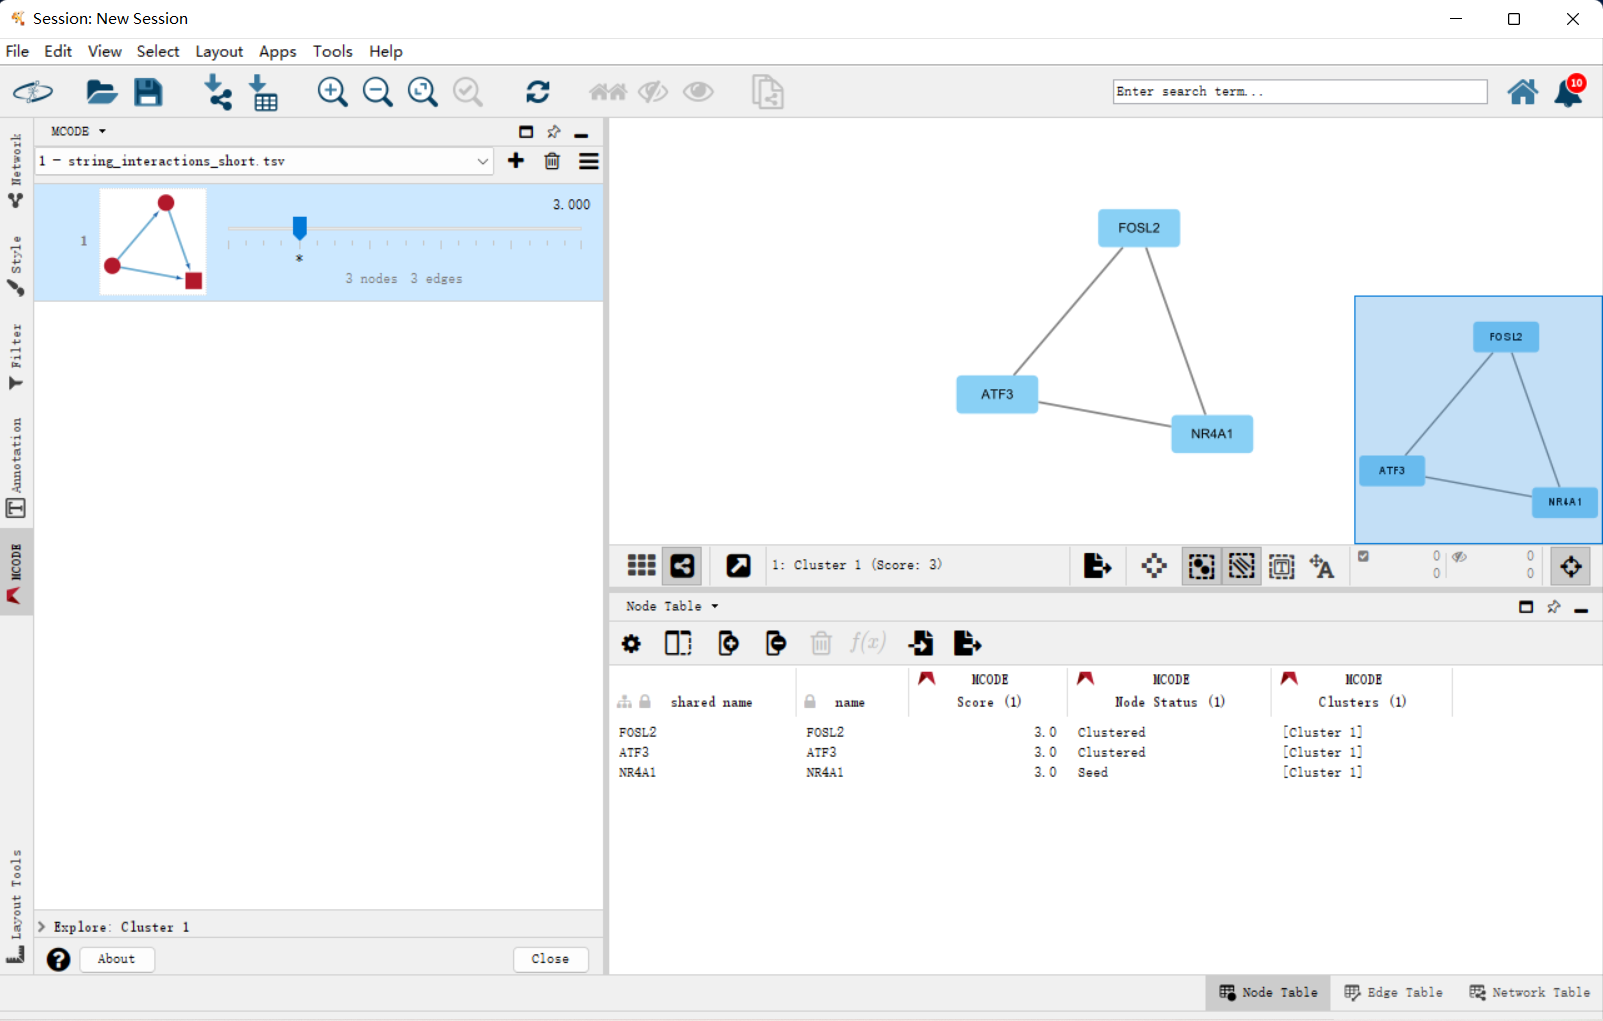 Session: New Session
File Edit View Select Layout Apps Tools Help
Enter search term...
10
Network
Style
Filter
Annotation
MCODE
Layout Tools
MCODE
1 - string_interactions_short.tsv
1
3.000
*
3 nodes 3 edges
Explore: Cluster 1
? About
Close
FOSL2
ATF3
NR4A1
FOSL2
ATF3
NR4A1
1: Cluster 1 (Score: 3)
T
A
0 0
0 0
Node Table
f(x)
shared name name MCODE Score (1) MCODE Node Status (1) MCODE Clusters (1)
FOSL2 FOSL2 3.0 Clustered [Cluster 1]
ATF3 ATF3 3.0 Clustered [Cluster 1]
NR4A1 NR4A1 3.0 Seed [Cluster 1]
Node Table Edge Table Network Table